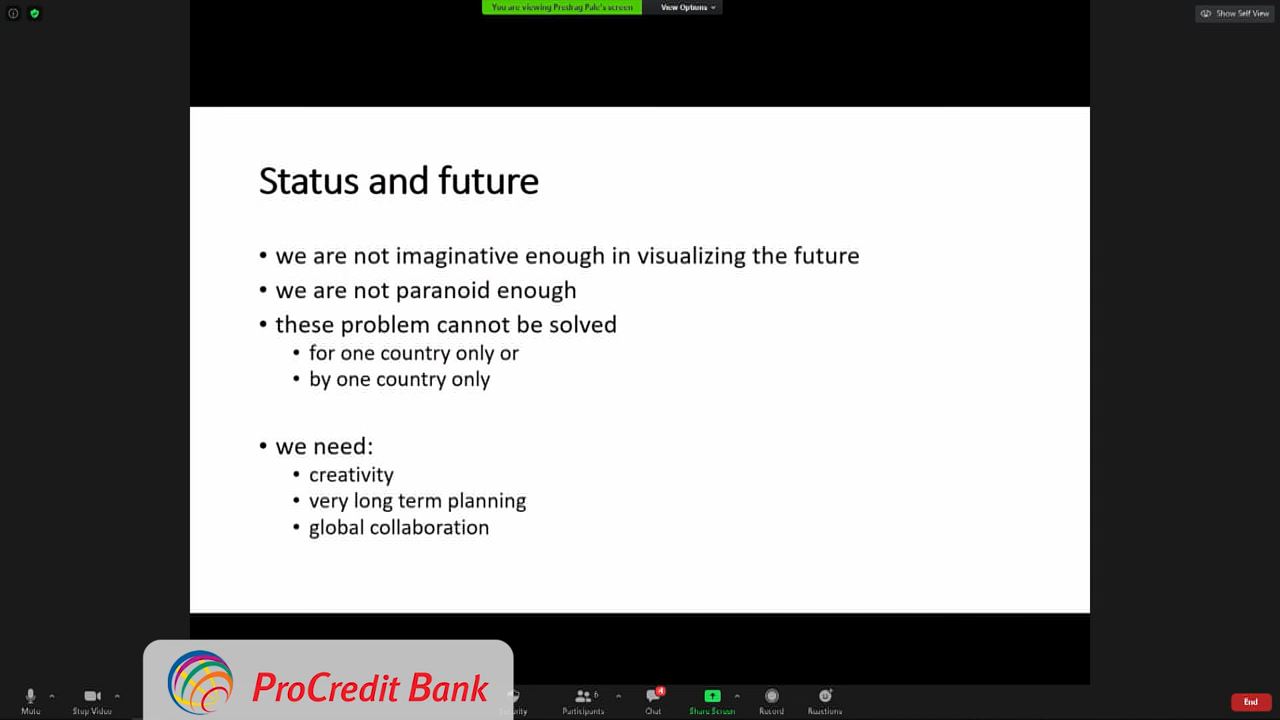 You are viewing Predrag Pale's screen
View Options
Show Self View
Status and future
• we are not imaginative enough in visualizing the future
• we are not paranoid enough
• these problem cannot be solved
• for one country only or
• by one country only
• we need:
• creativity
• very long term planning
• global collaboration
ProCredit Bank
Mute
Stop Video
Participants
6
Chat
4
Share Screen
Record
Reactions
End